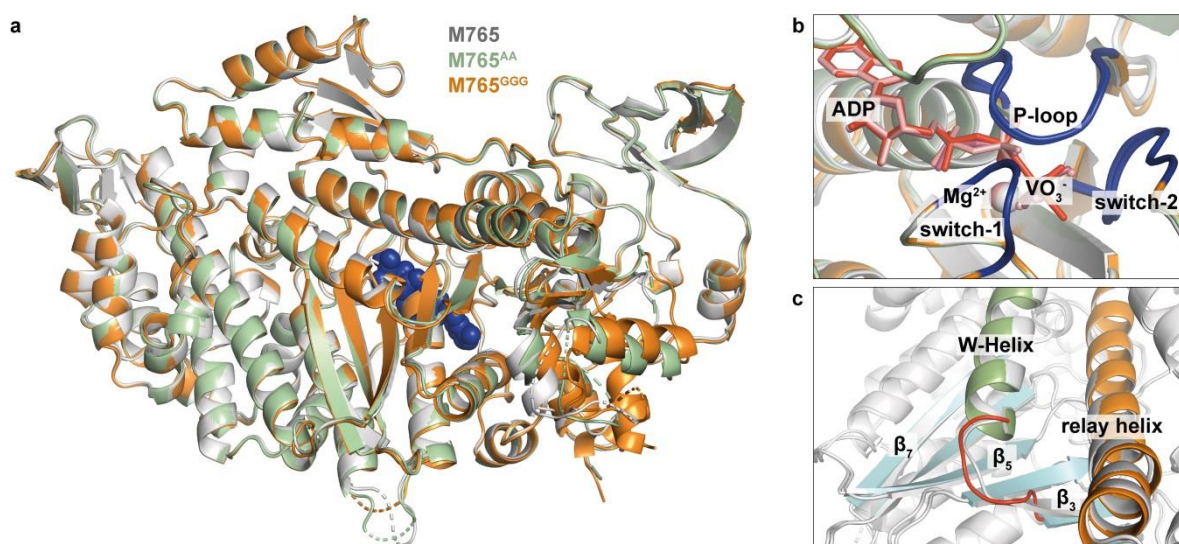 a
M765
M765ᴬᴬ
M765ᴳᴳᴳ
b
ADP
P-loop
Mg²⁺
VO₃⁻
switch-1
switch-2
c
W-Helix
relay helix
β₇
β₅
β₃